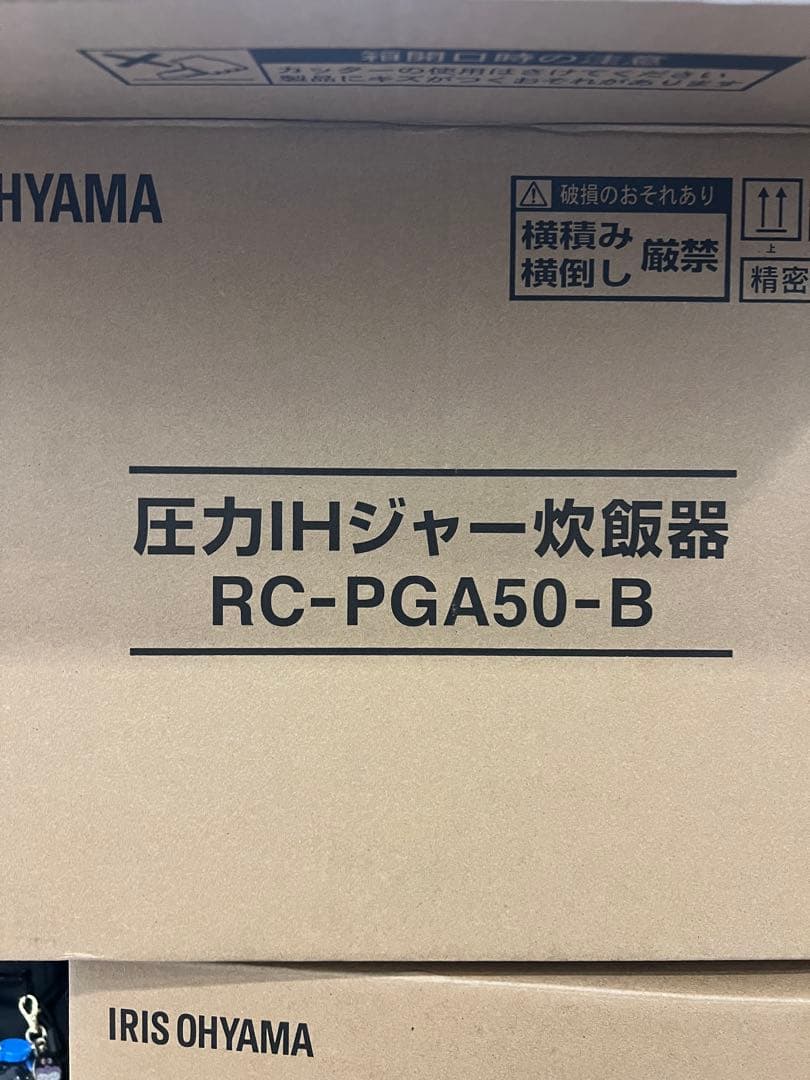 箱開口時の注意
カッターの使用はさけてください
製品にキズがつくおそれがあります
OHYAMA
破損のおそれあり
横積み
横倒し
厳禁
上
精密
圧力IHジャー炊飯器
RC-PGA50-B
IRIS OHYAMA